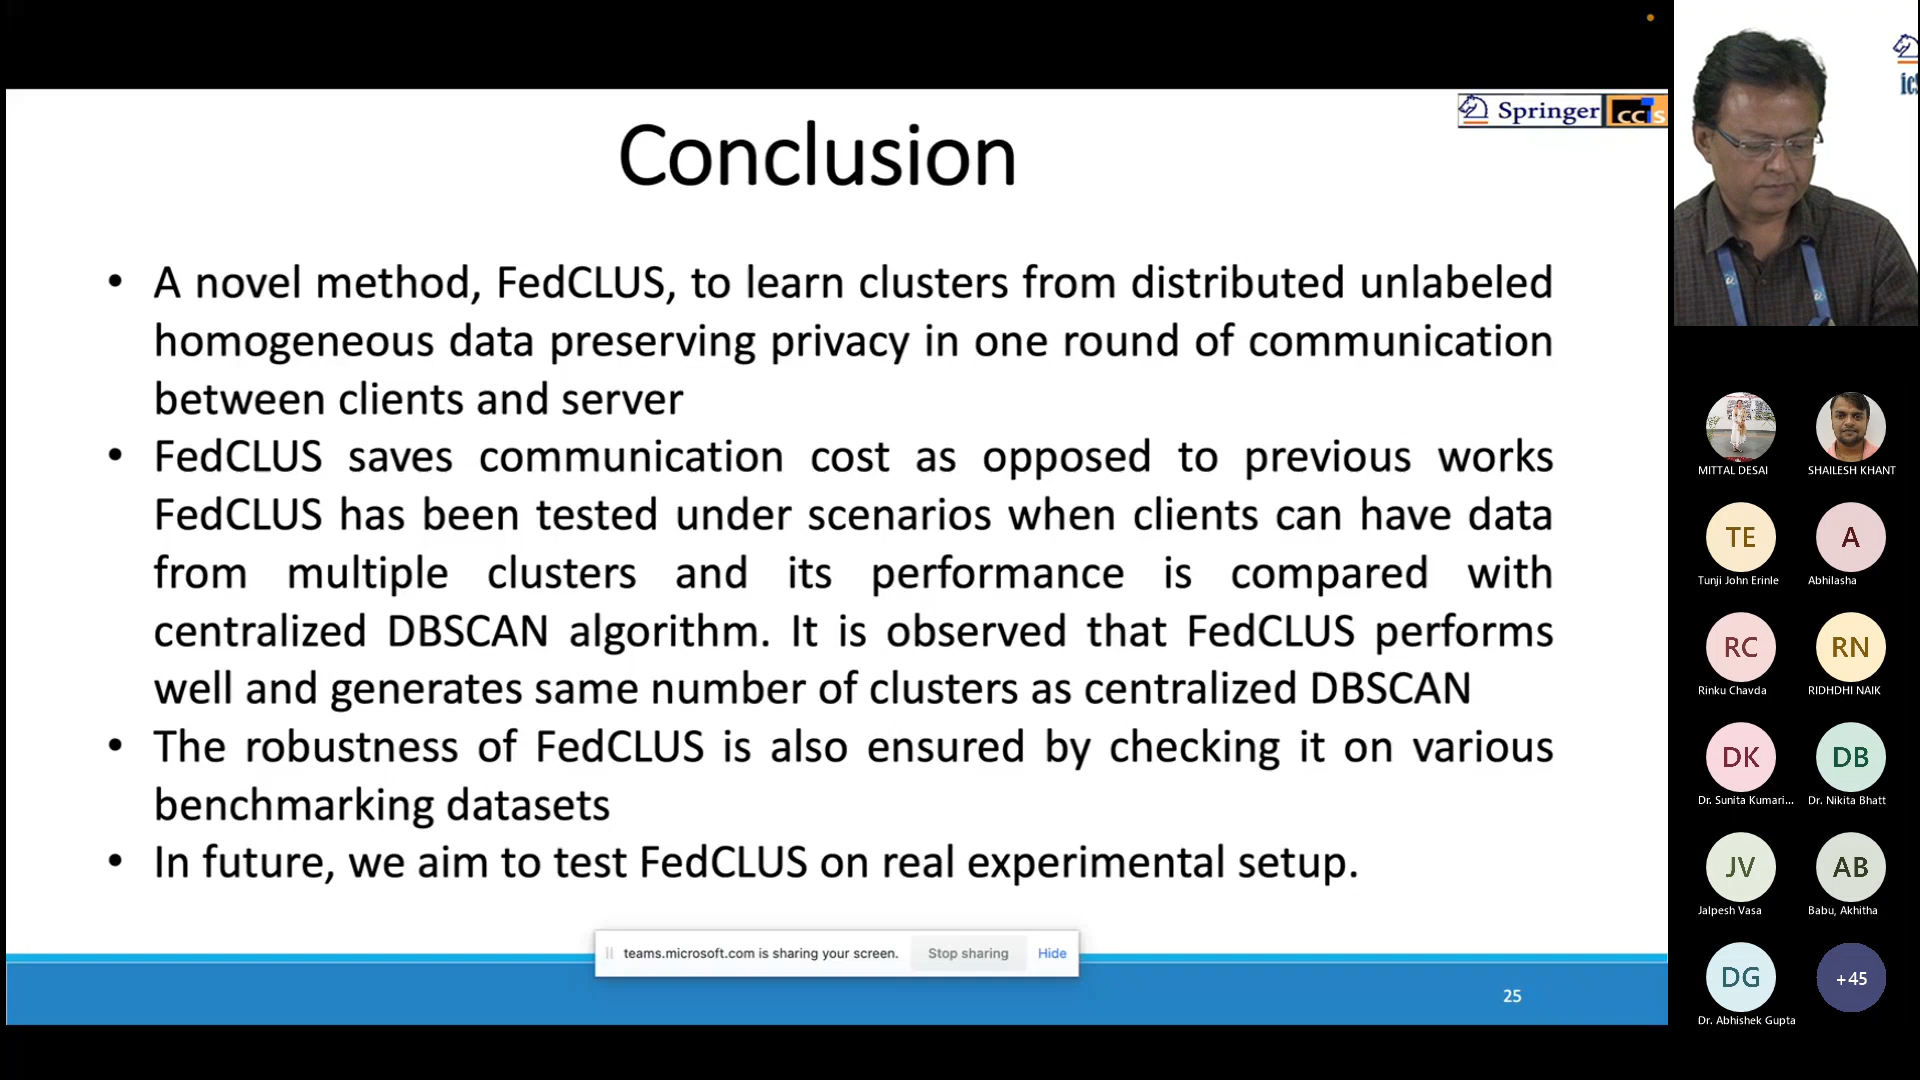 Springer
CCIS
Conclusion
• A novel method, FedCLUS, to learn clusters from distributed unlabeled
homogeneous data preserving privacy in one round of communication
between clients and server
• FedCLUS saves communication cost as opposed to previous works
FedCLUS has been tested under scenarios when clients can have data
from multiple clusters and its performance is compared with
centralized DBSCAN algorithm. It is observed that FedCLUS performs
well and generates same number of clusters as centralized DBSCAN
• The robustness of FedCLUS is also ensured by checking it on various
benchmarking datasets
• In future, we aim to test FedCLUS on real experimental setup.
teams.microsoft.com is sharing your screen. Stop sharing Hide
25
MITTAL DESAI
SHAILESH KHANT
TE
A
Tunji John Erinle
Abhilasha
RC
RN
Rinku Chavda
RIDHDHI NAIK
DK
DB
Dr. Sunita Kumari...
Dr. Nikita Bhatt
JV
AB
Jalpesh Vasa
Babu, Akhitha
DG
+45
Dr. Abhishek Gupta